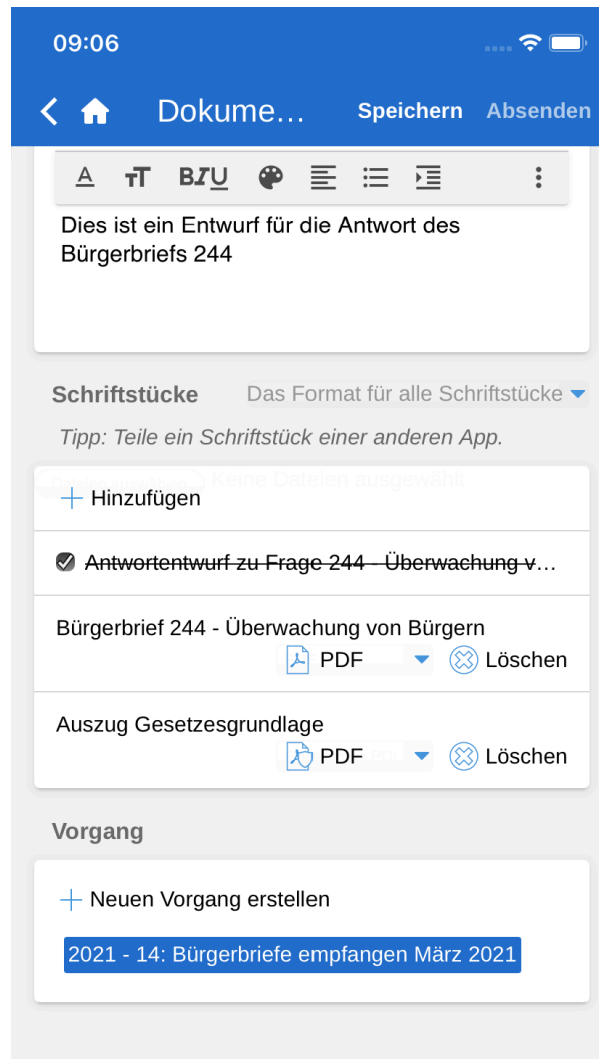 09:06
Dokume... Speichern Absenden
A TT BIU
Dies ist ein Entwurf für die Antwort des
Bürgerbriefs 244
Schriftstücke Das Format für alle Schriftstücke
Tipp: Teile ein Schriftstück einer anderen App.
Keine Dateien ausgewählt
Hinzufügen
Antwortentwurf zu Frage 244 - Überwachung v...
Bürgerbrief 244 - Überwachung von Bürgern
PDF Löschen
Auszug Gesetzesgrundlage
PDF Löschen
Vorgang
Neuen Vorgang erstellen
2021 - 14: Bürgerbriefe empfangen März 2021